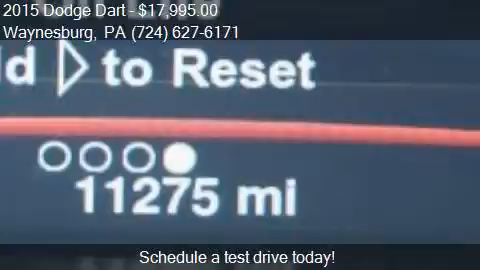 2015 Dodge Dart - $17,995.00
Waynesburg, PA (724) 627-6171
ld ▷ to Reset
11275 mi
Schedule a test drive today!